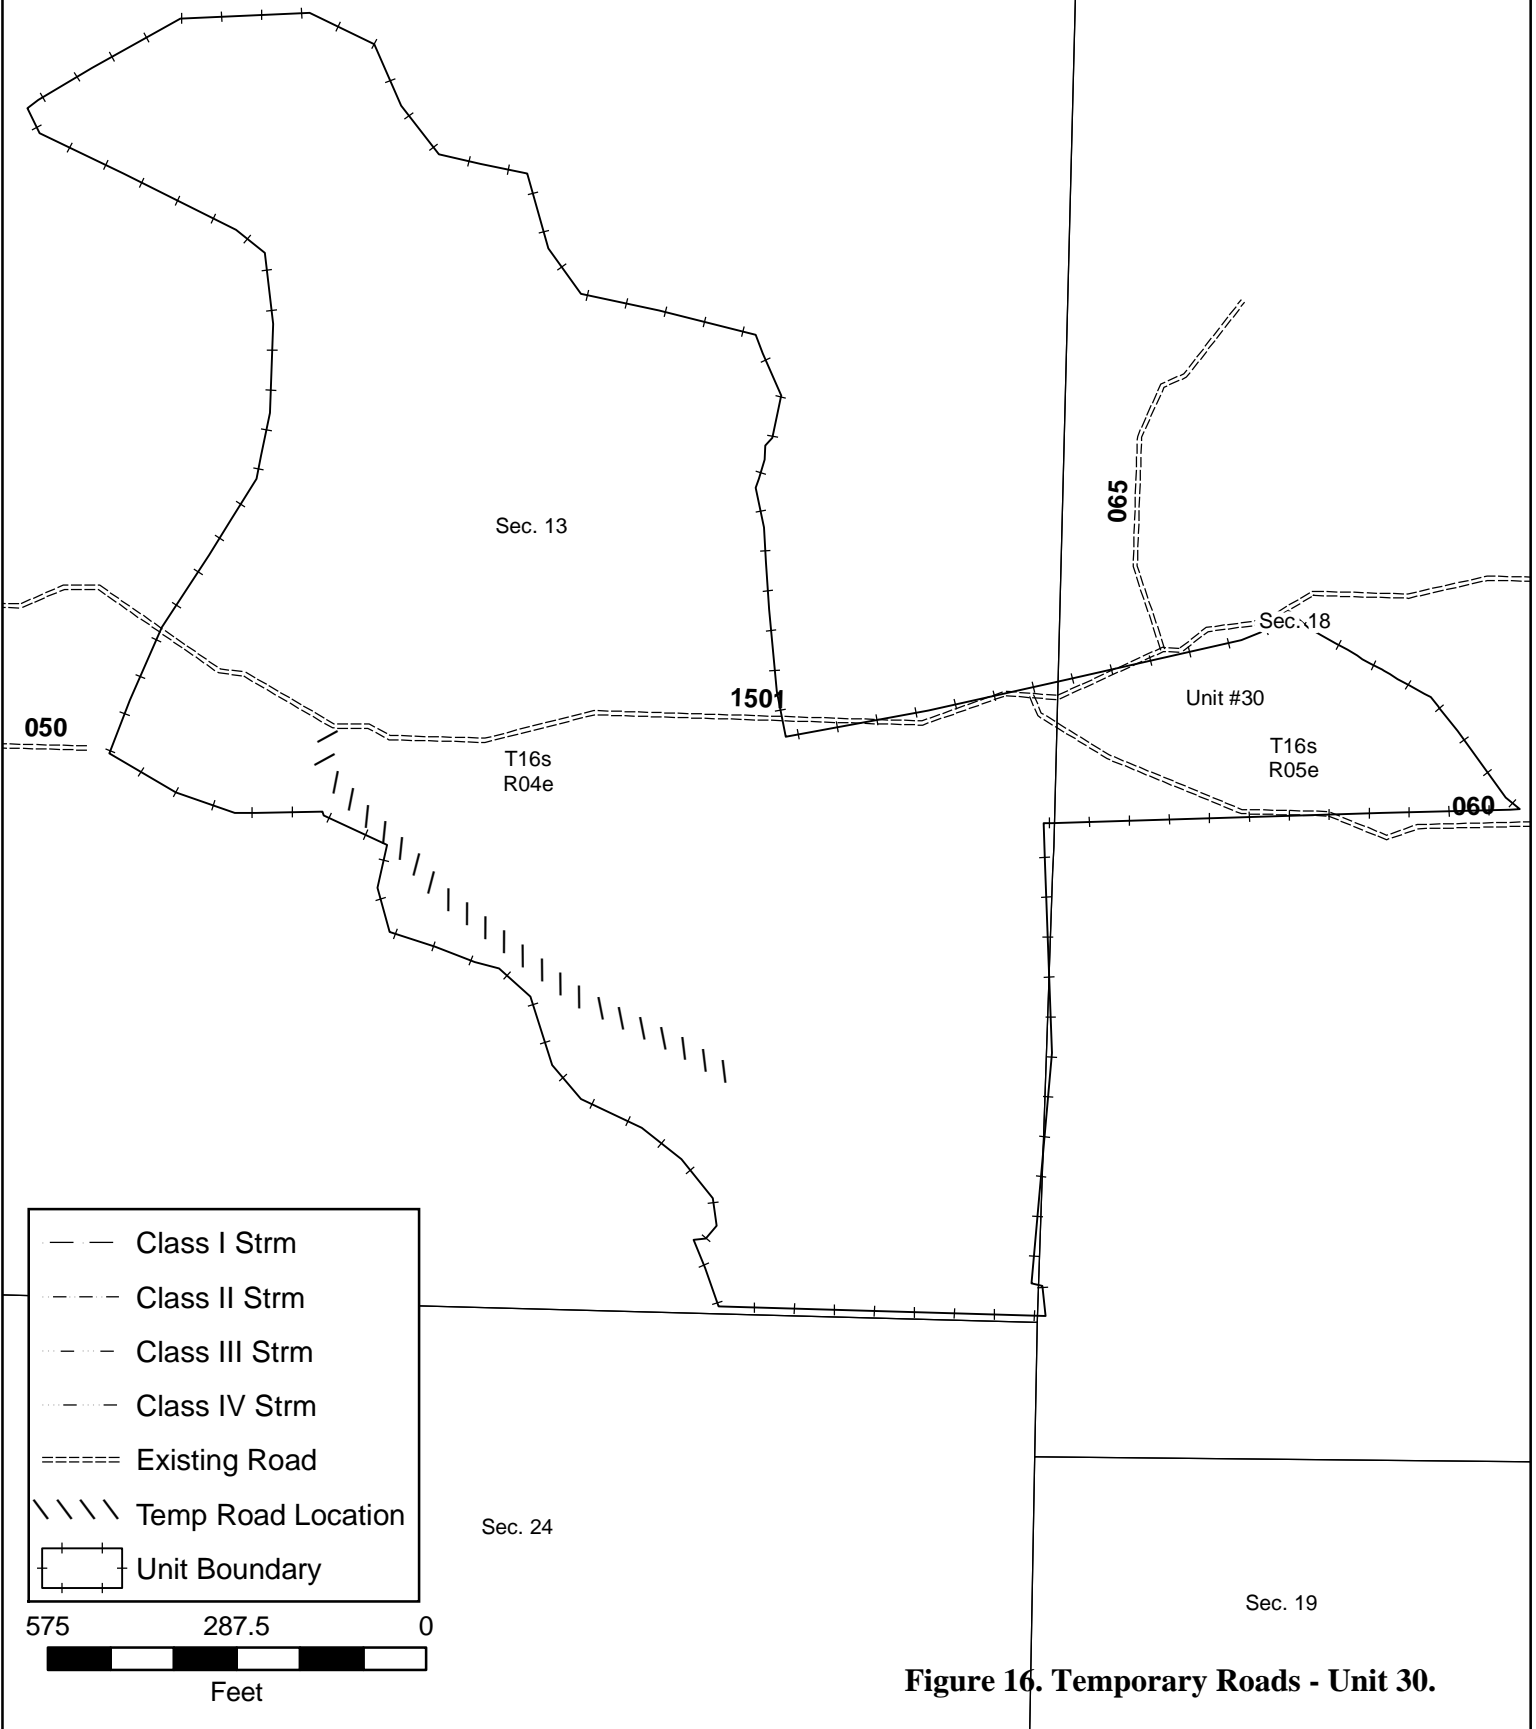 Sec. 13
065
Sec. 18
1501
Unit #30
050
T16s
R04e
T16s
R05e
060
Class I Strm
Class II Strm
Class III Strm
Class IV Strm
Existing Road
Temp Road Location
Unit Boundary
Sec. 24
Sec. 19
575 287.5 0
Feet
Figure 16. Temporary Roads - Unit 30.